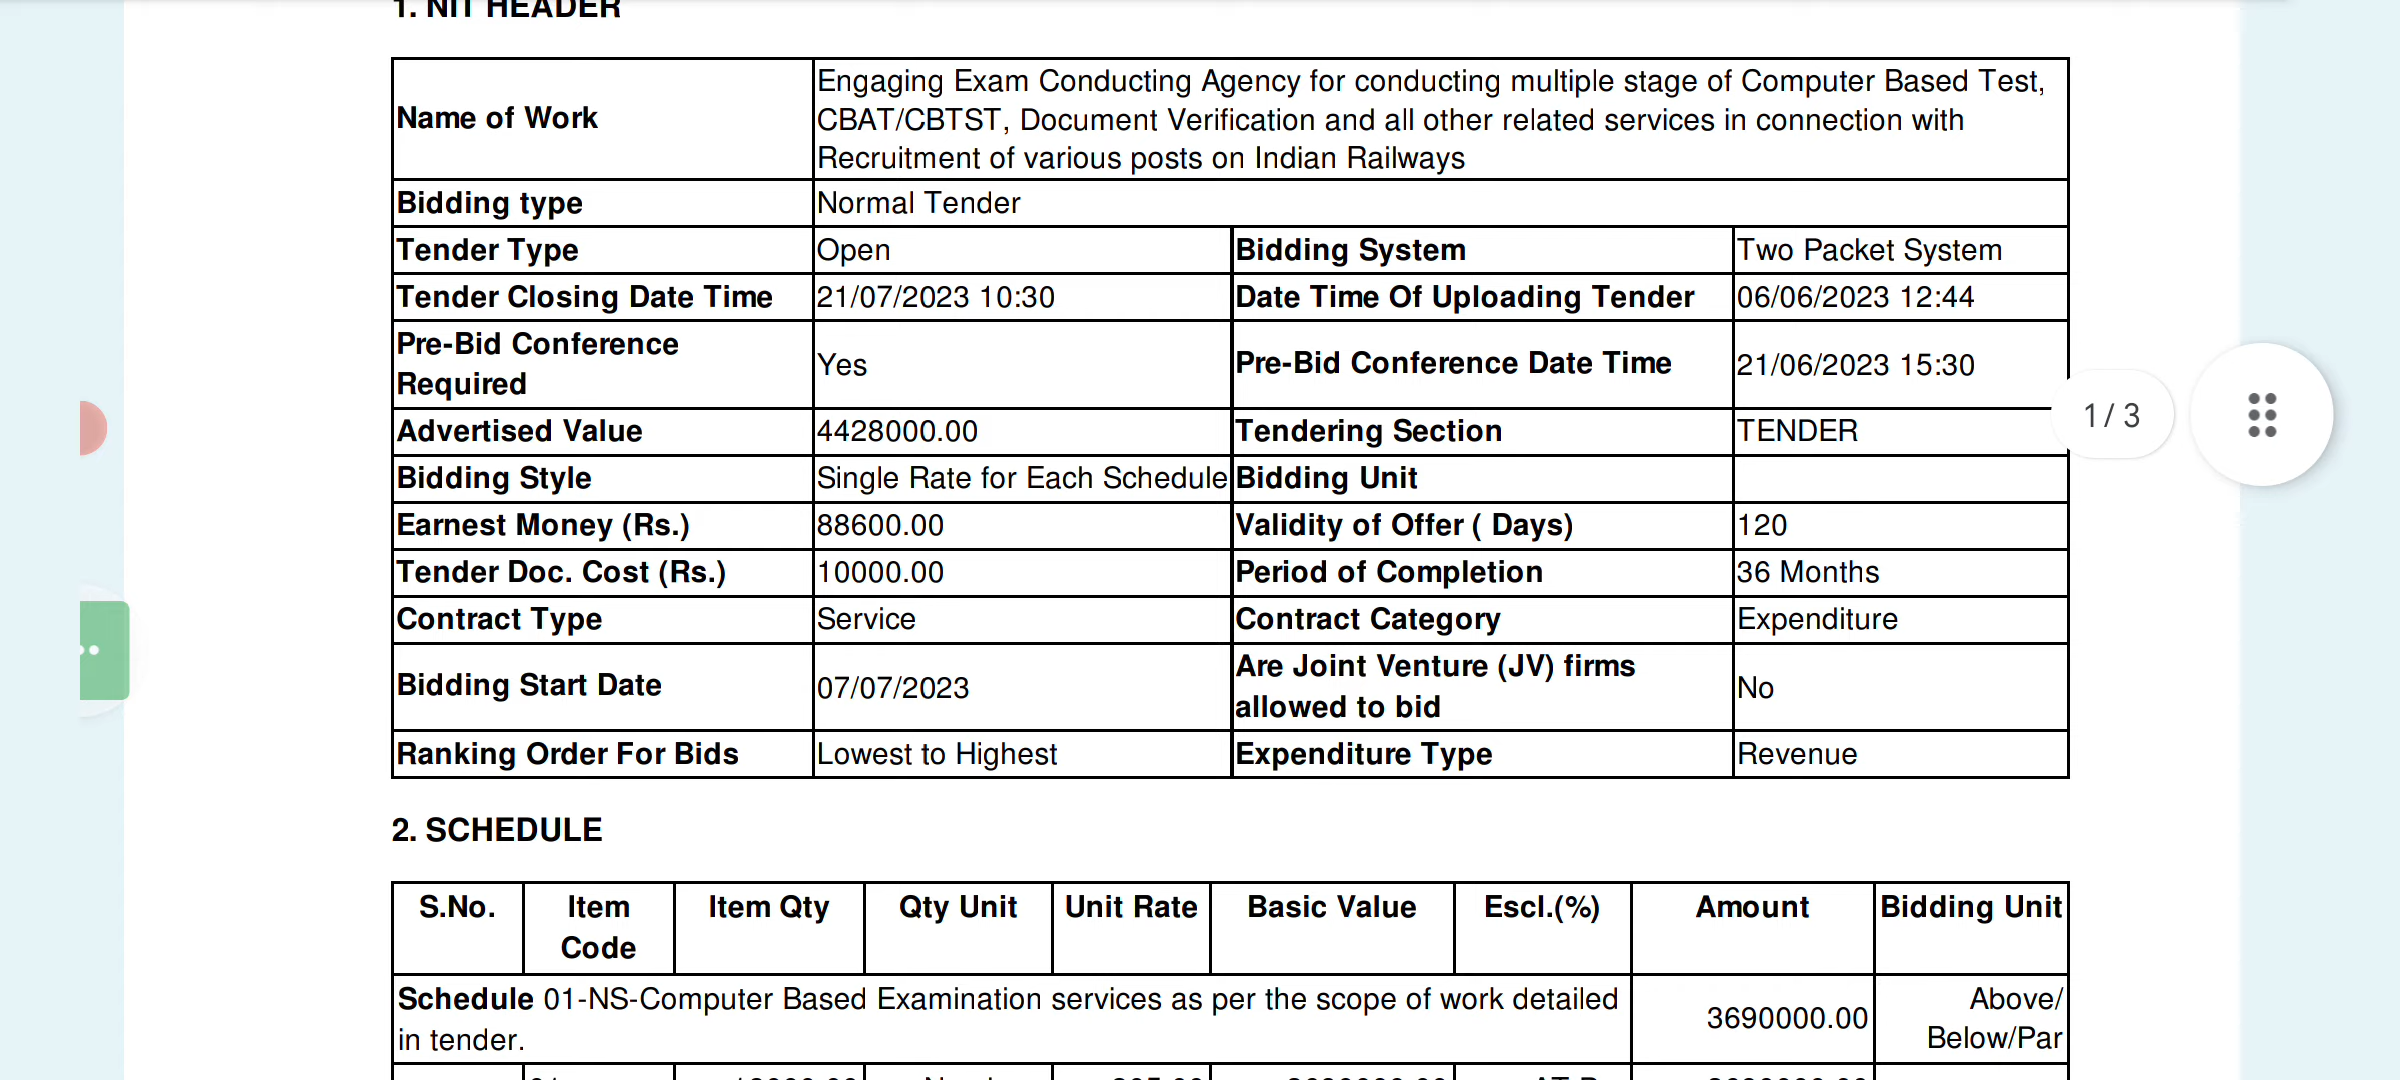 1. NIT HEADER
Name of Work
Engaging Exam Conducting Agency for conducting multiple stage of Computer Based Test,
CBAT/CBTST, Document Verification and all other related services in connection with
Recruitment of various posts on Indian Railways
Bidding type Normal Tender
Tender Type Open Bidding System Two Packet System
Tender Closing Date Time 21/07/2023 10:30 Date Time Of Uploading Tender 06/06/2023 12:44
Pre-Bid Conference
Required
Yes Pre-Bid Conference Date Time 21/06/2023 15:30
1 / 3
Advertised Value 4428000.00 Tendering Section TENDER
Bidding Style Single Rate for Each Schedule Bidding Unit
Earnest Money (Rs.) 88600.00 Validity of Offer ( Days) 120
Tender Doc. Cost (Rs.) 10000.00 Period of Completion 36 Months
Contract Type Service Contract Category Expenditure
Bidding Start Date 07/07/2023
Are Joint Venture (JV) firms
allowed to bid
No
Ranking Order For Bids Lowest to Highest Expenditure Type Revenue
2. SCHEDULE
S.No. Item Item Qty Qty Unit Unit Rate Basic Value Escl.(%) Amount Bidding Unit
Code
Schedule 01-NS-Computer Based Examination services as per the scope of work detailed
in tender.
3690000.00
Above/
Below/Par